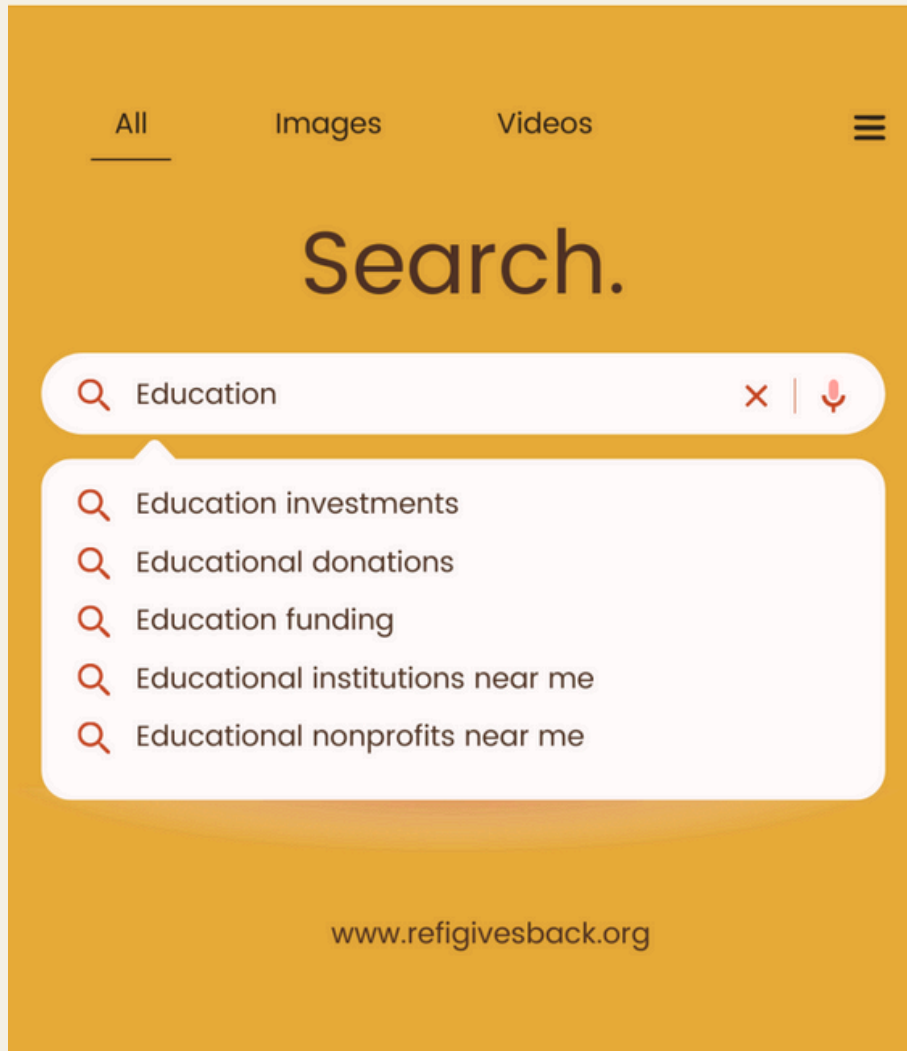 All Images Videos
Search.
Education
Education investments
Educational donations
Education funding
Educational institutions near me
Educational nonprofits near me
www.refigivesback.org